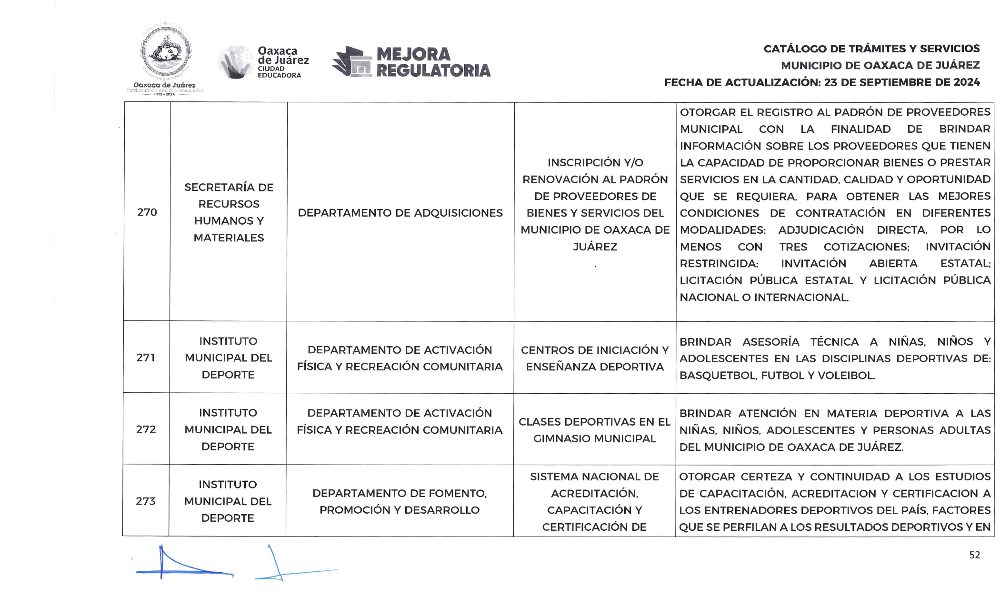 Oaxaca de Juárez
Patrimonio cultural de la humanidad
2022 - 2024
Oaxaca
de Juárez
CIUDAD
EDUCADORA
MEJORA
REGULATORIA
CATÁLOGO DE TRÁMITES Y SERVICIOS
MUNICIPIO DE OAXACA DE JUÁREZ
FECHA DE ACTUALIZACIÓN: 23 DE SEPTIEMBRE DE 2024
270
SECRETARÍA DE
RECURSOS
HUMANOS Y
MATERIALES
DEPARTAMENTO DE ADQUISICIONES
INSCRIPCIÓN Y/O
RENOVACIÓN AL PADRÓN
DE PROVEEDORES DE
BIENES Y SERVICIOS DEL
MUNICIPIO DE OAXACA DE
JUÁREZ
.
OTORGAR EL REGISTRO AL PADRÓN DE PROVEEDORES
MUNICIPAL CON LA FINALIDAD DE BRINDAR
INFORMACIÓN SOBRE LOS PROVEEDORES QUE TIENEN
LA CAPACIDAD DE PROPORCIONAR BIENES O PRESTAR
SERVICIOS EN LA CANTIDAD, CALIDAD Y OPORTUNIDAD
QUE SE REQUIERA, PARA OBTENER LAS MEJORES
CONDICIONES DE CONTRATACIÓN EN DIFERENTES
MODALIDADES: ADJUDICACIÓN DIRECTA, POR LO
MENOS CON TRES COTIZACIONES; INVITACIÓN
RESTRINGIDA; INVITACIÓN ABIERTA ESTATAL;
LICITACIÓN PÚBLICA ESTATAL Y LICITACIÓN PÚBLICA
NACIONAL O INTERNACIONAL.
271
INSTITUTO
MUNICIPAL DEL
DEPORTE
DEPARTAMENTO DE ACTIVACIÓN
FÍSICA Y RECREACIÓN COMUNITARIA
CENTROS DE INICIACIÓN Y
ENSEÑANZA DEPORTIVA
BRINDAR ASESORÍA TÉCNICA A NIÑAS, NIÑOS Y
ADOLESCENTES EN LAS DISCIPLINAS DEPORTIVAS DE:
BASQUETBOL, FUTBOL Y VOLEIBOL.
272
INSTITUTO
MUNICIPAL DEL
DEPORTE
DEPARTAMENTO DE ACTIVACIÓN
FÍSICA Y RECREACIÓN COMUNITARIA
CLASES DEPORTIVAS EN EL
GIMNASIO MUNICIPAL
BRINDAR ATENCIÓN EN MATERIA DEPORTIVA A LAS
NIÑAS, NIÑOS, ADOLESCENTES Y PERSONAS ADULTAS
DEL MUNICIPIO DE OAXACA DE JUÁREZ.
273
INSTITUTO
MUNICIPAL DEL
DEPORTE
DEPARTAMENTO DE FOMENTO,
PROMOCIÓN Y DESARROLLO
SISTEMA NACIONAL DE
ACREDITACIÓN,
CAPACITACIÓN Y
CERTIFICACIÓN DE
OTORGAR CERTEZA Y CONTINUIDAD A LOS ESTUDIOS
DE CAPACITACIÓN, ACREDITACION Y CERTIFICACION A
LOS ENTRENADORES DEPORTIVOS DEL PAÍS, FACTORES
QUE SE PERFILAN A LOS RESULTADOS DEPORTIVOS Y EN
52